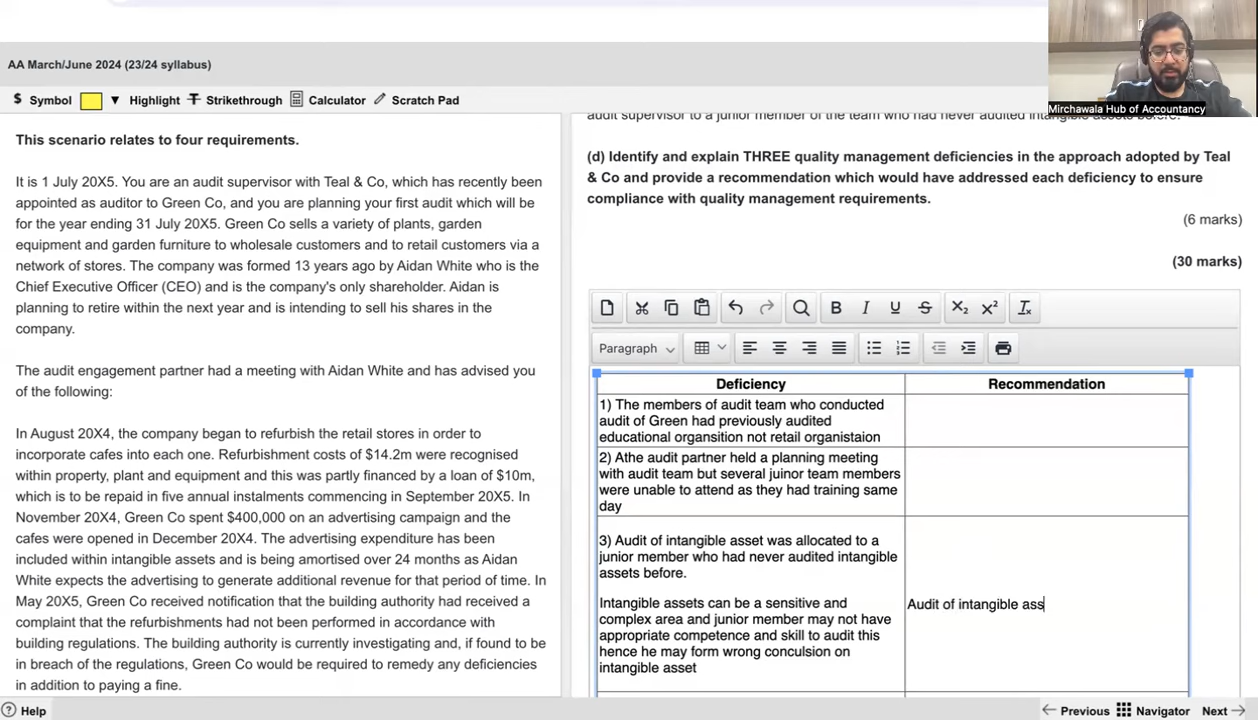 AA March/June 2024 (23/24 syllabus)
$ Symbol ▼ Highlight Strikethrough Calculator Scratch Pad
Mirchawala Hub of Accountancy
This scenario relates to four requirements.
It is 1 July 20X5. You are an audit supervisor with Teal & Co, which has recently been
appointed as auditor to Green Co, and you are planning your first audit which will be
for the year ending 31 July 20X5. Green Co sells a variety of plants, garden
equipment and garden furniture to wholesale customers and to retail customers via a
network of stores. The company was formed 13 years ago by Aidan White who is the
Chief Executive Officer (CEO) and is the company's only shareholder. Aidan is
planning to retire within the next year and is intending to sell his shares in the
company.
The audit engagement partner had a meeting with Aidan White and has advised you
of the following:
In August 20X4, the company began to refurbish the retail stores in order to
incorporate cafes into each one. Refurbishment costs of $14.2m were recognised
within property, plant and equipment and this was partly financed by a loan of $10m,
which is to be repaid in five annual instalments commencing in September 20X5. In
November 20X4, Green Co spent $400,000 on an advertising campaign and the
cafes were opened in December 20X4. The advertising expenditure has been
included within intangible assets and is being amortised over 24 months as Aidan
White expects the advertising to generate additional revenue for that period of time. In
May 20X5, Green Co received notification that the building authority had received a
complaint that the refurbishments had not been performed in accordance with
building regulations. The building authority is currently investigating and, if found to be
in breach of the regulations, Green Co would be required to remedy any deficiencies
in addition to paying a fine.
audit supervisor to a junior member of the team who had never audited intangible assets before.
(d) Identify and explain THREE quality management deficiencies in the approach adopted by Teal
& Co and provide a recommendation which would have addressed each deficiency to ensure
compliance with quality management requirements.
(6 marks)
(30 marks)
B I U S X₂ X² Tx
Paragraph
Deficiency Recommendation
1) The members of audit team who conducted
audit of Green had previously audited
educational organsition not retail organistaion
2) Athe audit partner held a planning meeting
with audit team but several juinor team members
were unable to attend as they had training same
day
3) Audit of intangible asset was allocated to a
junior member who had never audited intangible
assets before.
Intangible assets can be a sensitive and
complex area and junior member may not have
appropriate competence and skill to audit this
hence he may form wrong conculsion on
intangible asset
Audit of intangible ass
Help
Previous Navigator Next